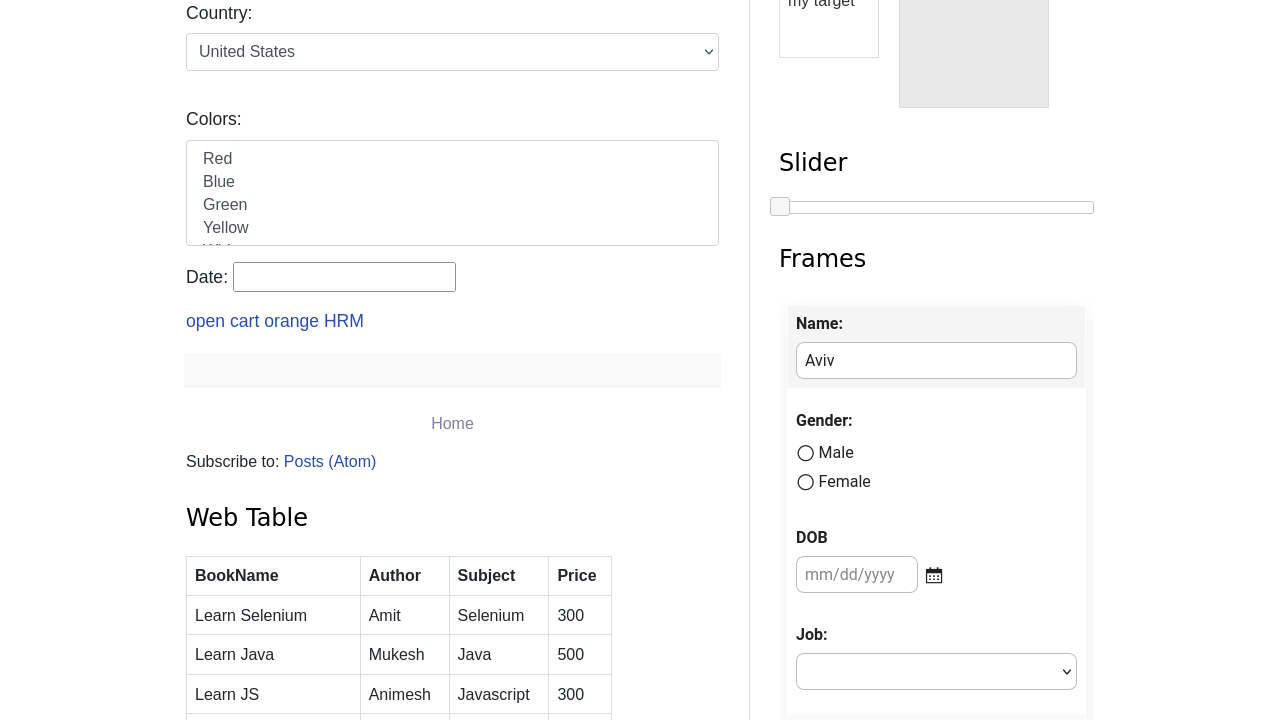 Country:
United States
Colors:
Red
Blue
Green
Yellow
Date:
open cart orange HRM
Home
Subscribe to: Posts (Atom)
Web Table
BookName Author Subject Price
Learn Selenium Amit Selenium 300
Learn Java Mukesh Java 500
Learn JS Animesh Javascript 300
my target
Slider
Frames
Name:
Aviv
Gender:
Male
Female
DOB
mm/dd/yyyy
Job: